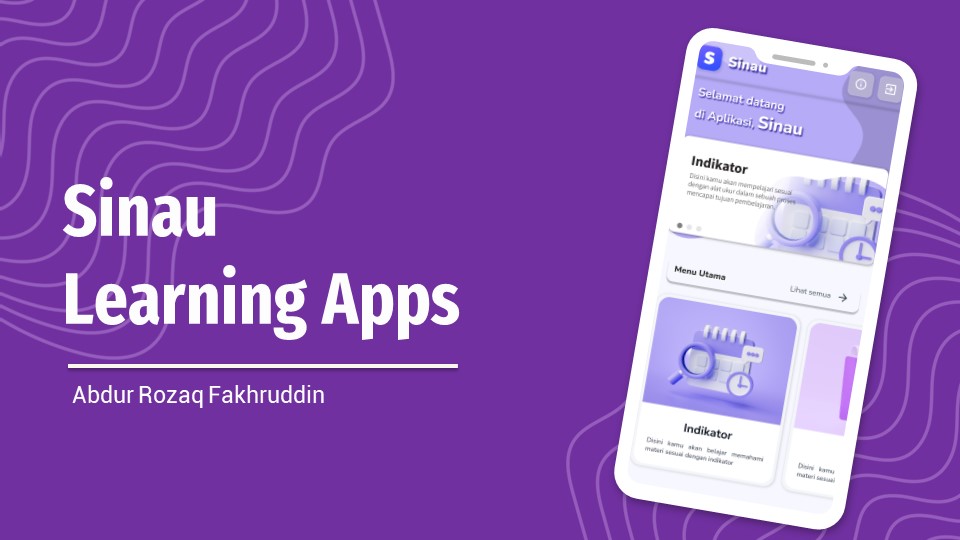 Sinau
Learning Apps
Abdur Rozaq Fakhruddin
S Sinau
Selamat datang
di Aplikasi, Sinau
Indikator
Disini kamu akan mempelajari sesuai
dengan alat ukur dalam sebuah proses
mencapai tujuan pembelajaran.
Menu Utama
Lihat semua
Indikator
Disini kamu akan belajar memahami
materi sesuai dengan indikator
Disini kamu
materi sesuai